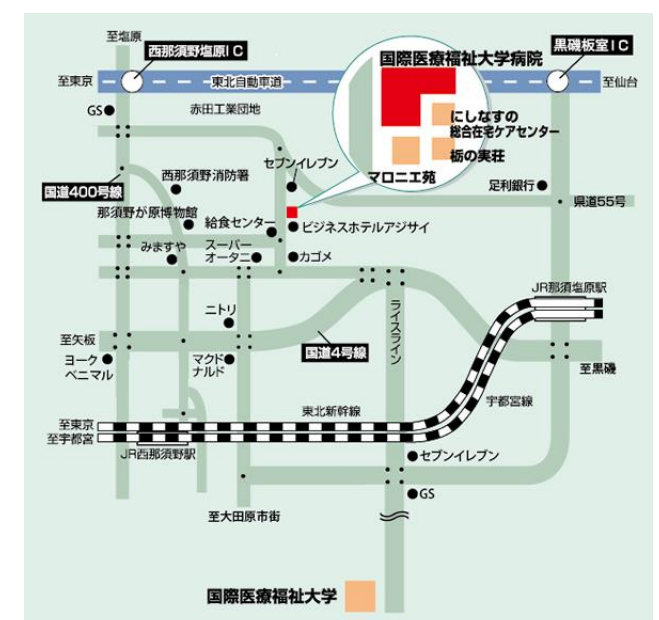 至塩原
西那須野塩原IC
黒磯板室IC
国際医療福祉大学病院
至東京
東北自動車道
至仙台
GS
赤田工業団地
にしなすの
総合在宅ケアセンター
栃の実荘
マロニエ苑
セブンイレブン
西那須野消防署
国道400号線
足利銀行
県道55号
那須野が原博物館
給食センター
ビジネスホテルアジサイ
みますや
スーパー
オータニ
カゴメ
JR那須塩原駅
ライスライン
ニトリ
至矢板
国道4号線
ヨーク
ベニマル
マクド
ナルド
至黒磯
宇都宮線
東北新幹線
至東京
至宇都宮
JR西那須野駅
セブンイレブン
GS
至大田原市街
国際医療福祉大学